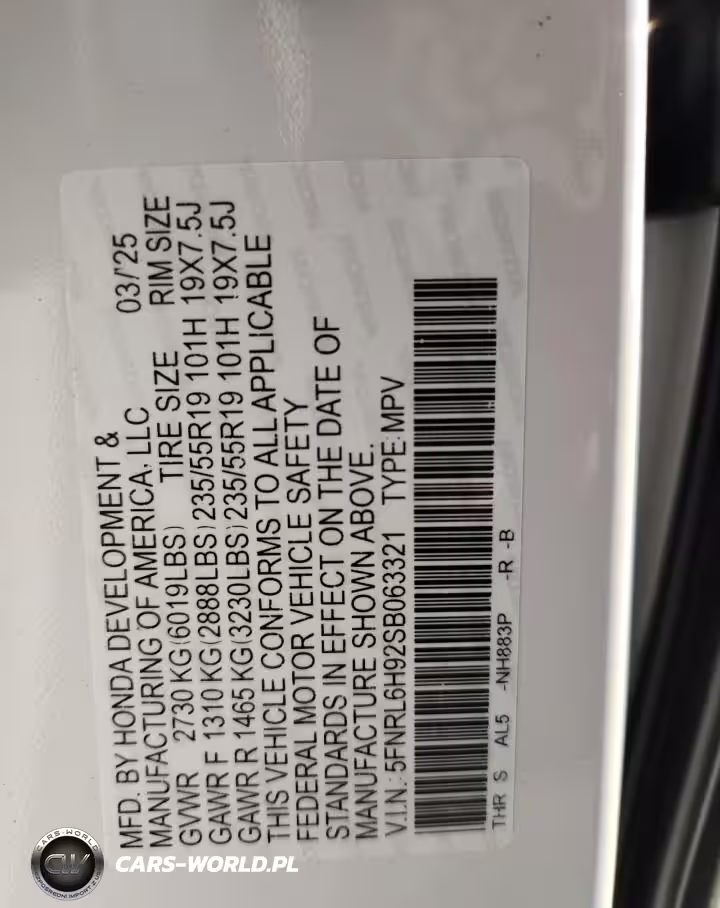 MFD. BY HONDA DEVELOPMENT & 03/'25
MANUFACTURING OF AMERICA, LLC
GVWR 2730 KG(6019LBS) TIRE SIZE RIM SIZE
GAWR F 1310 KG(2888LBS)235/55R19 101H 19X7.5J
GAWR R 1465 KG(3230LBS)235/55R19 101H 19X7.5J
THIS VEHICLE CONFORMS TO ALL APPLICABLE
FEDERAL MOTOR VEHICLE SAFETY
STANDARDS IN EFFECT ON THE DATE OF
MANUFACTURE SHOWN ABOVE.
V.I.N.: 5FNRL6H92SB063321 TYPE: MPV
THR S AL5 -NH883P -R -B
CARS-WORLD
CW
CARS-WORLD.PL